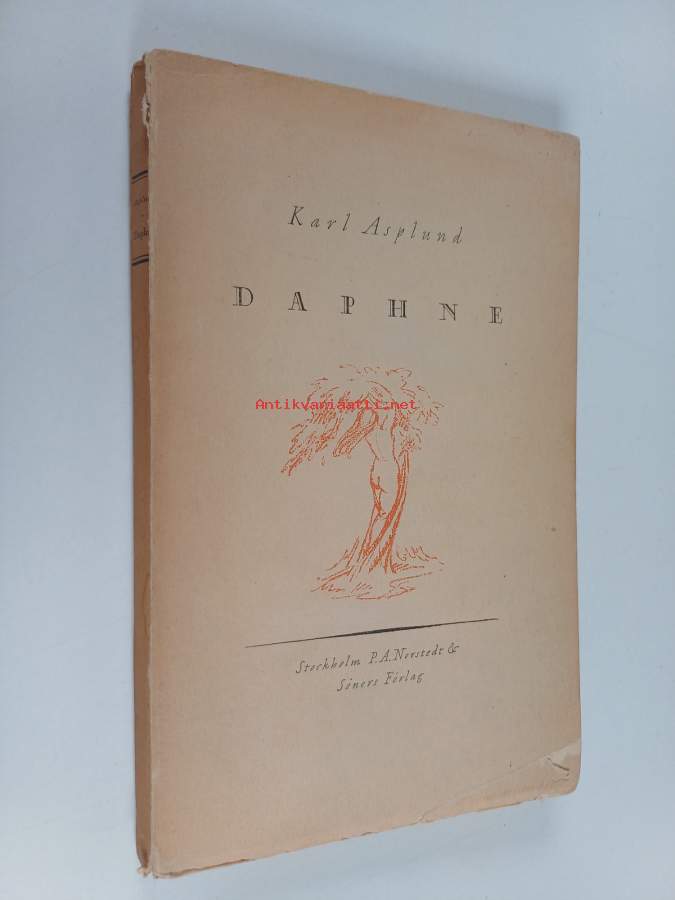 Karl Asplund
DAPHNE
Antikvariaatti.net
Stockholm P.A. Norstedt &
Söners Förlag